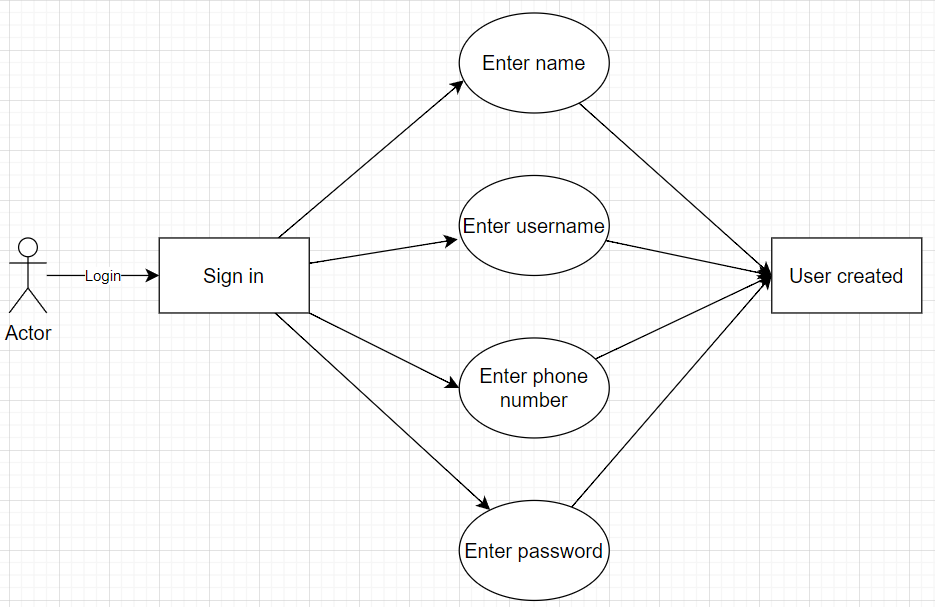 Enter name
Enter username
Login
Sign in
User created
Actor
Enter phone
number
Enter password